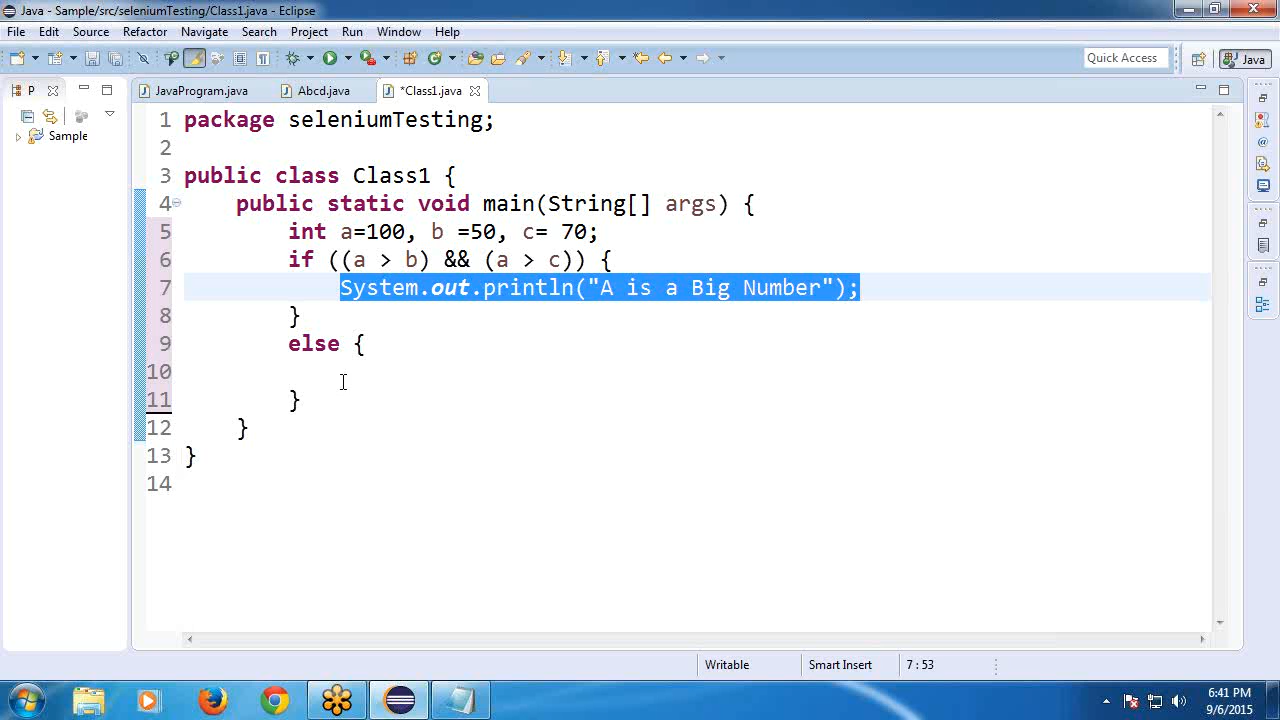 Java - Sample/src/seleniumTesting/Class1.java - Eclipse
File Edit Source Refactor Navigate Search Project Run Window Help
Quick Access
Java
P
JavaProgram.java
Abcd.java
*Class1.java
Sample
1 package seleniumTesting;
2
3 public class Class1 {
4 public static void main(String[] args) {
5 int a=100, b =50, c= 70;
6 if ((a > b) && (a > c)) {
7 System.out.println("A is a Big Number");
8 }
9 else {
10
11 }
12 }
13 }
14
Writable
Smart Insert
7 : 53
6:41 PM
9/6/2015